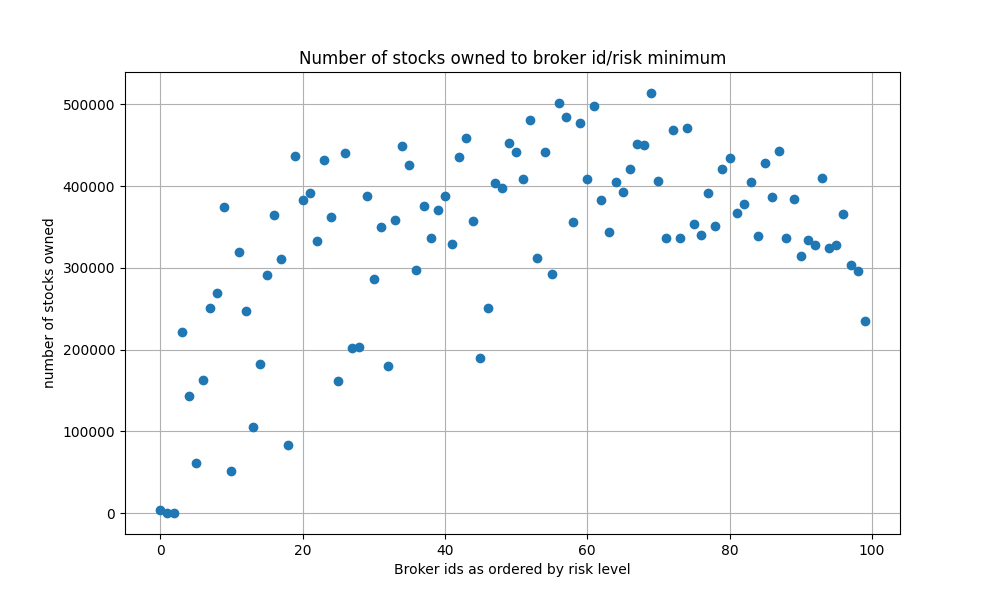 Number of stocks owned to broker id/risk minimum
500000
400000
300000
200000
100000
0
number of stocks owned
0 20 40 60 80 100
Broker ids as ordered by risk level